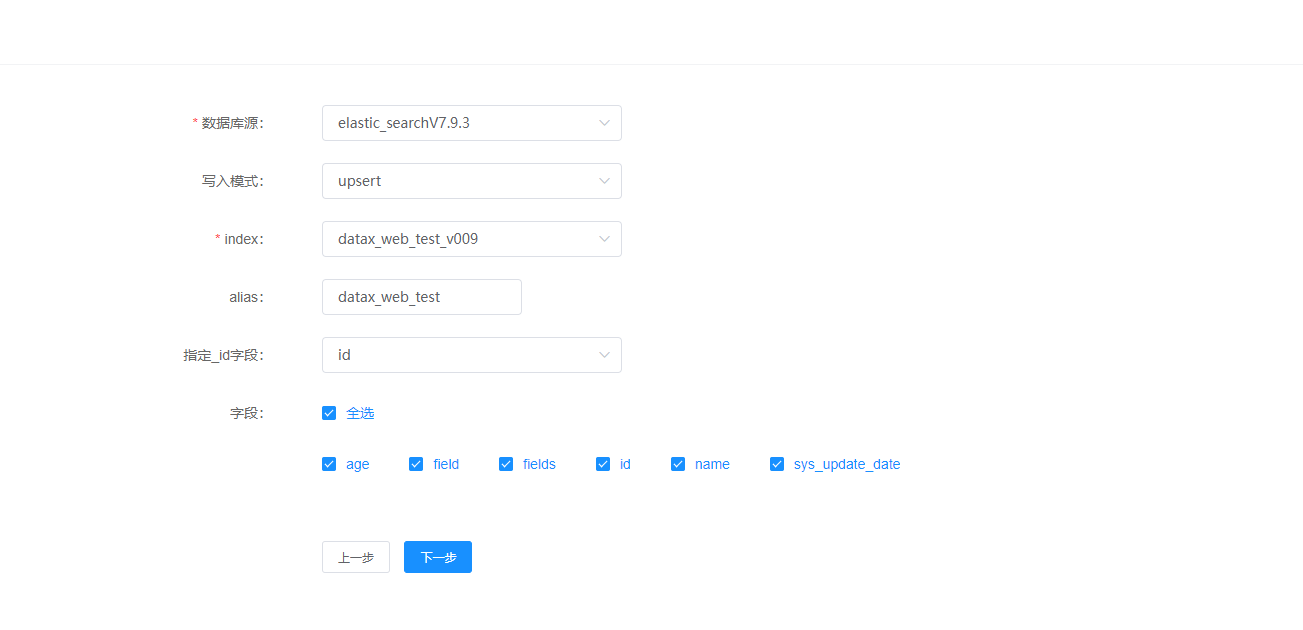 * 数据库源： elastic_searchV7.9.3
写入模式： upsert
* index： datax_web_test_v009
alias： datax_web_test
指定_id字段： id
字段： 全选
age field fields id name sys_update_date
上一步 下一步